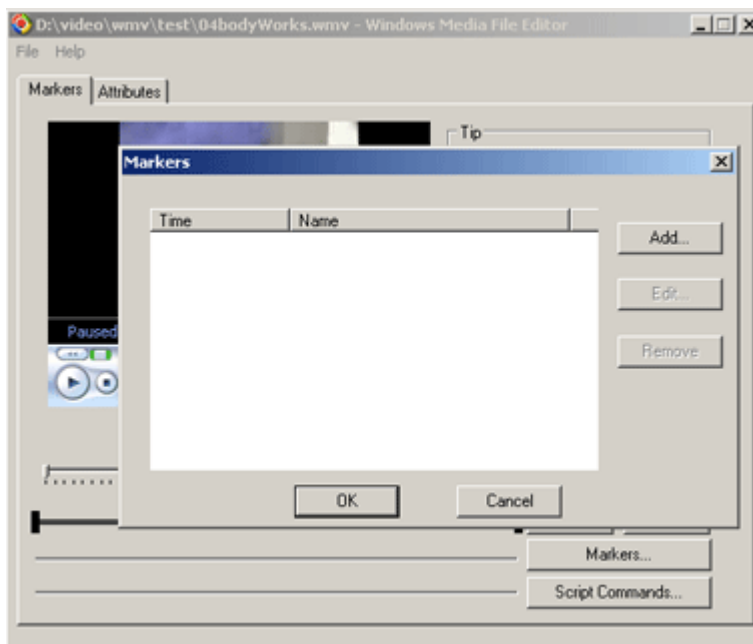 D:\video\wmv\test\04bodyWorks.wmv - Windows Media File Editor
File Help
Markers Attributes
Tip
Markers
Time Name
Add...
Edit...
Remove
Paused
OK Cancel
Markers...
Script Commands...